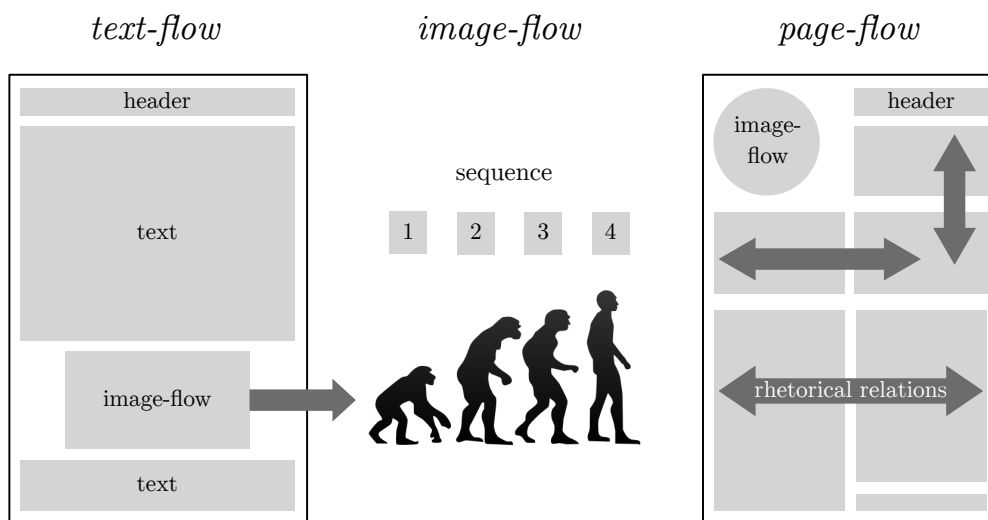 text-flow
image-flow
page-flow
header
text
image-flow
text
sequence
1 2 3 4
image-
flow
header
rhetorical relations